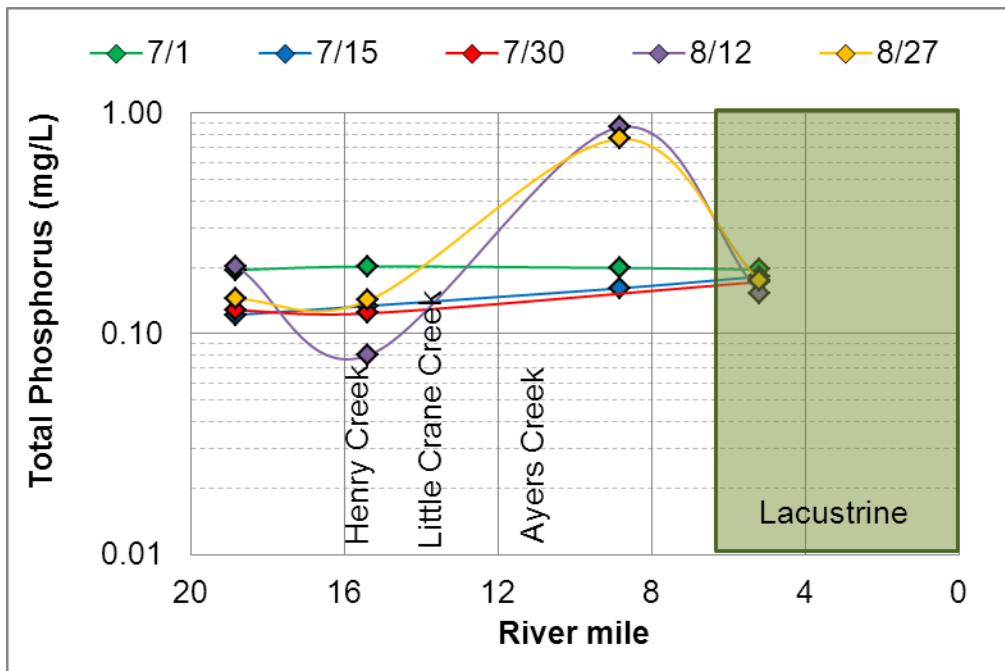 7/1 7/15 7/30 8/12 8/27
Total Phosphorus (mg/L)
1.00
0.10
0.01
Henry Creek
Little Crane Creek
Ayers Creek
Lacustrine
20 16 12 8 4 0
River mile